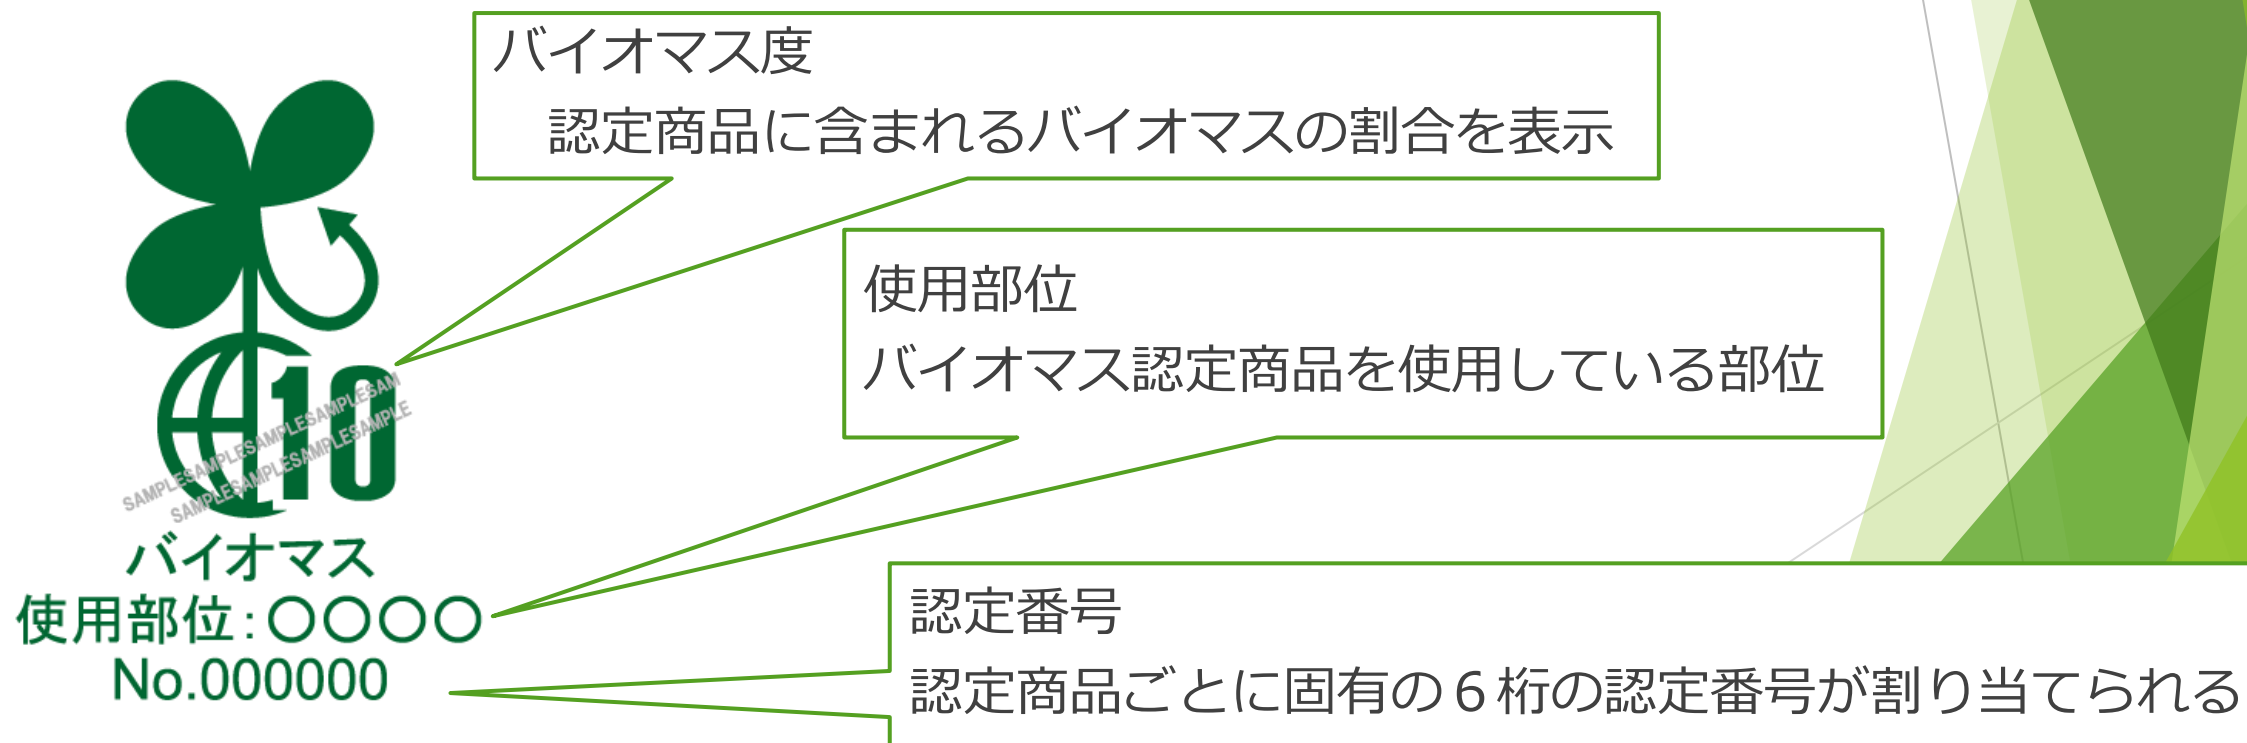 バイオマス度
認定商品に含まれるバイオマスの割合を表示
使用部位
バイオマス認定商品を使用している部位
認定番号
認定商品ごとに固有の６桁の認定番号が割り当てられる
10
SAMPLESAMPLESAMPLESAMPLESAM
SAMPLESAMPLESAMPLESAMPLE
バイオマス
使用部位:〇〇〇〇
No.000000